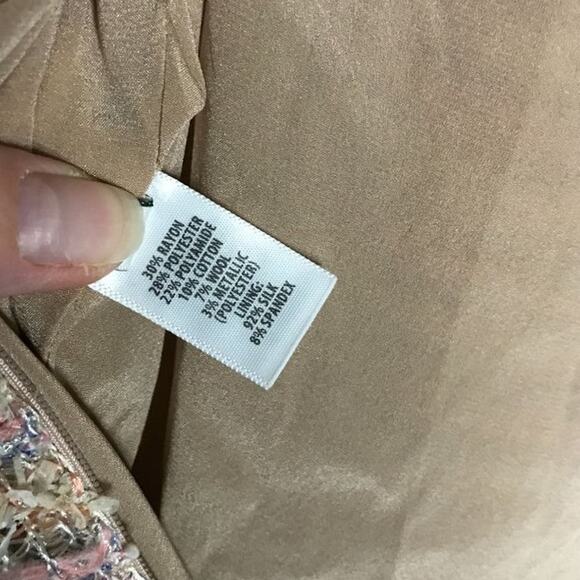 30% RAYON
28% POLYESTER
22% POLYAMIDE
10% COTTON
7% WOOL
3% METALLIC
(POLYESTER)
LINING:
92% SILK
8% SPANDEX